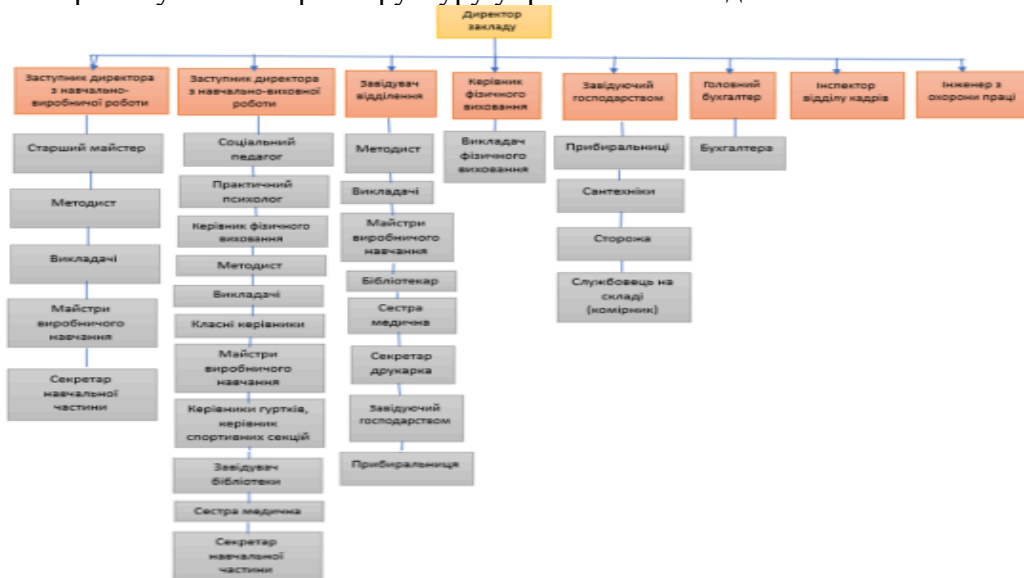 Директор
закладу
Заступник директора
з навчально-
виробничої роботи
Заступник директора
з навчально-виховної
роботи
Завідувач
відділення
Керівник
фізичного
виховання
Завідуючий
господарством
Головний
бухгалтер
Інспектор
відділу кадрів
Інженер з
охорони праці
Старший майстер
Методист
Викладачі
Майстри
виробничого
навчання
Секретар
навчальної
частини
Соціальний
педагог
Практичний
психолог
Керівник фізичного
виховання
Методист
Викладачі
Класні керівники
Майстри
виробничого
навчання
Керівники гуртків,
керівник
спортивних секцій
Завідувач
бібліотеки
Сестра медична
Секретар
навчальної
частини
Методист
Викладачі
Майстри
виробничого
навчання
Бібліотекар
Сестра
медична
Секретар
друкарка
Завідуючий
господарством
Прибиральниця
Викладач
фізичного
виховання
Прибиральниці
Сантехніки
Сторожа
Службовець на
складі
(комірник)
Бухгалтера